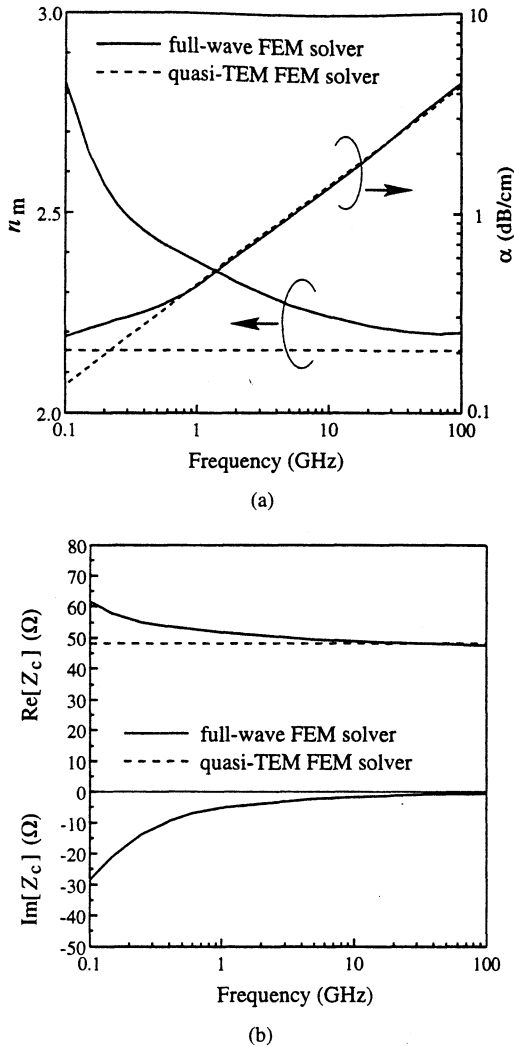 3.0
10
full-wave FEM solver
quasi-TEM FEM solver
n m
2.5
1
α (dB/cm)
2.0
0.1
0.1
1
10
100
Frequency (GHz)
(a)
80
70
60
50
40
30
20
10
0
-10
-20
-30
-40
-50
Re[Zc] (Ω)
full-wave FEM solver
quasi-TEM FEM solver
Im[Zc] (Ω)
0.1
1
10
100
Frequency (GHz)
(b)